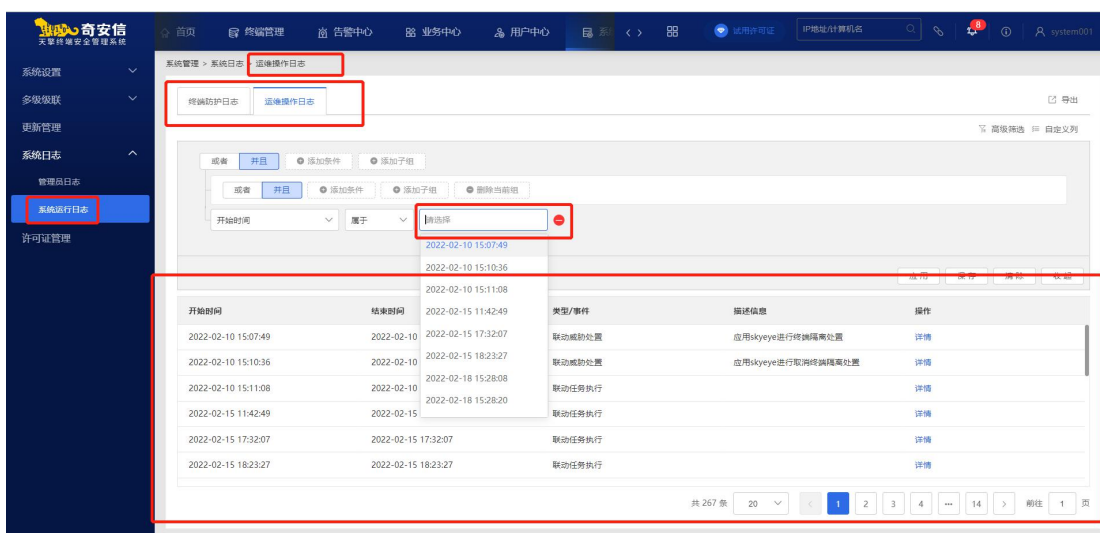 奇安信
天擎终端安全管理系统
首页 终端管理 告警中心 业务中心 用户中心 系 < > 试用许可证 IP地址/计算机名 8 system001
系统设置
多级级联
更新管理
系统日志
管理员日志
系统运行日志
许可证管理
系统管理 > 系统日志 > 运维操作日志
终端防护日志 运维操作日志 导出
高级筛选 自定义列
或者 并且 添加条件 添加子组
或者 并且 添加条件 添加子组 删除当前组
开始时间 属于 请选择
2022-02-10 15:07:49
2022-02-10 15:10:36
2022-02-10 15:11:08
2022-02-15 11:42:49
2022-02-15 17:32:07
2022-02-15 18:23:27
2022-02-18 15:28:08
2022-02-18 15:28:20
应用 保存 清除 收起
开始时间 结束时间 类型/事件 描述信息 操作
2022-02-10 15:07:49 2022-02-10 联动威胁处置 应用skyeye进行终端隔离处置 详情
2022-02-10 15:10:36 2022-02-10 联动威胁处置 应用skyeye进行取消终端隔离处置 详情
2022-02-10 15:11:08 2022-02-10 联动任务执行 详情
2022-02-15 11:42:49 2022-02-15 联动任务执行 详情
2022-02-15 17:32:07 2022-02-15 17:32:07 联动任务执行 详情
2022-02-15 18:23:27 2022-02-15 18:23:27 联动任务执行 详情
共 267 条 20 < 1 2 3 4 ··· 14 > 前往 1 页